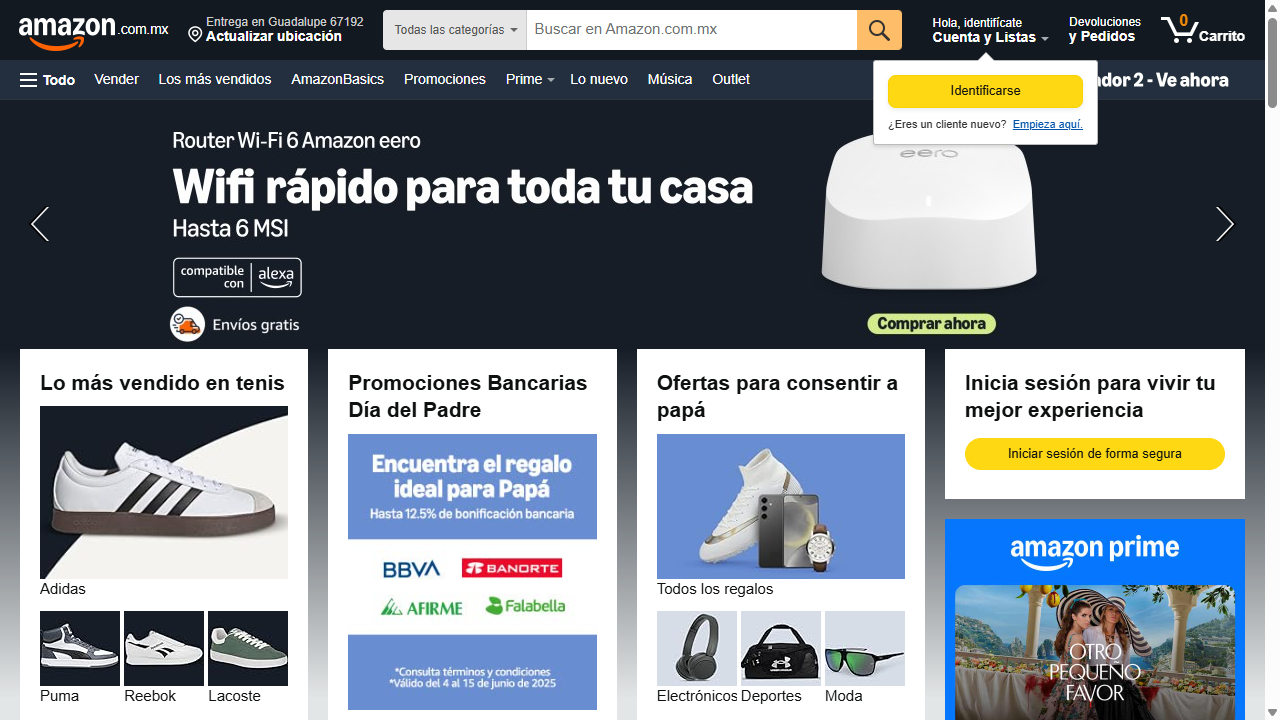 amazon.com.mx
Entrega en Guadalupe 67192
Actualizar ubicación
Todas las categorías
Buscar en Amazon.com.mx
Hola, identifícate
Cuenta y Listas
Devoluciones
y Pedidos
0
Carrito
Todo
Vender
Los más vendidos
AmazonBasics
Promociones
Prime
Lo nuevo
Música
Outlet
2 - Ve ahora
Identificarse
¿Eres un cliente nuevo? Empieza aquí.
Router Wi-Fi 6 Amazon eero
Wifi rápido para toda tu casa
Hasta 6 MSI
compatible
con
alexa
Envíos gratis
eero
Comprar ahora
Lo más vendido en tenis
Adidas
Puma
Reebok
Lacoste
Promociones Bancarias
Día del Padre
Encuentra el regalo
ideal para Papá
Hasta 12.5% de bonificación bancaria
BBVA
BANORTE
AFIRME
Falabella
*Consulta términos y condiciones
*Válido del 4 al 15 de junio de 2025
Ofertas para consentir a
papá
Todos los regalos
Electrónicos
Deportes
Moda
Inicia sesión para vivir tu
mejor experiencia
Iniciar sesión de forma segura
amazon prime
OTRO
PEQUEÑO
FAVOR